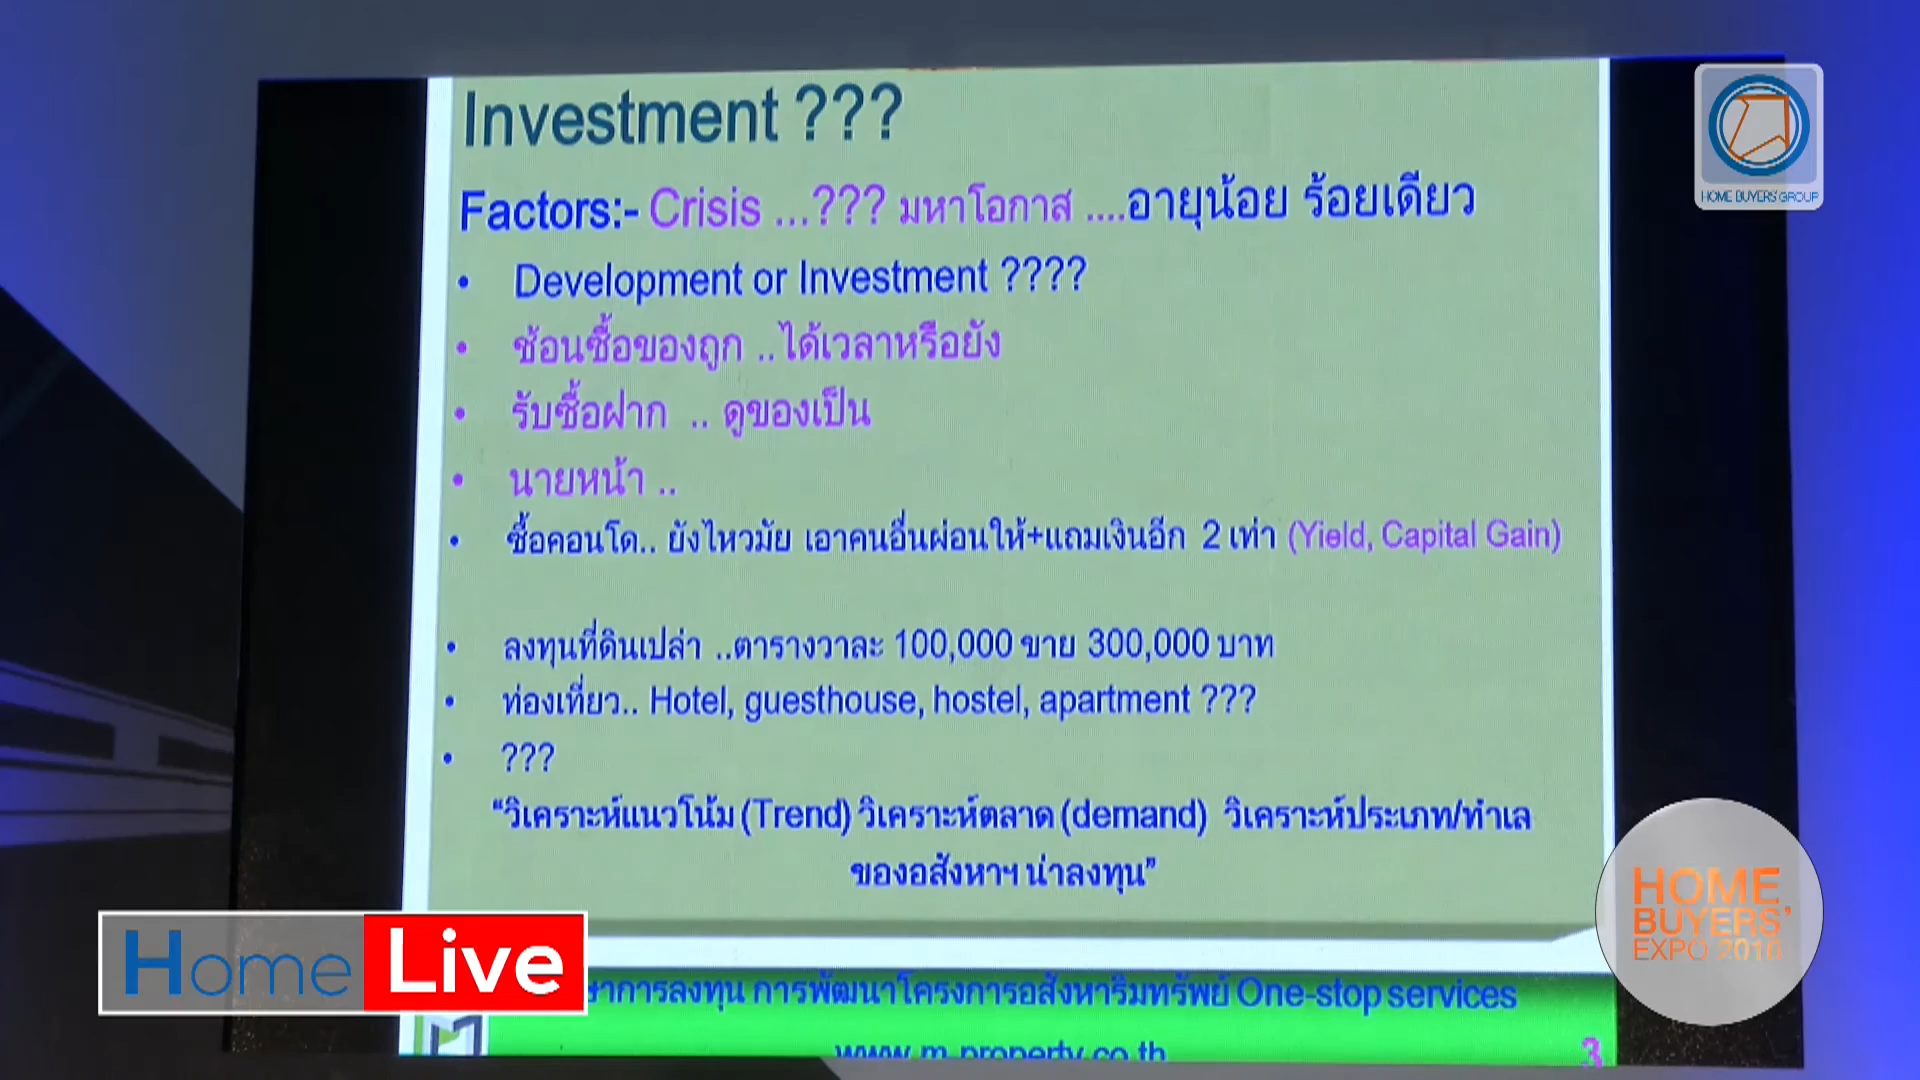 Investment ???
Factors:- Crisis ...??? มหาโอกาส ....อายุน้อย ร้อยเดียว
• Development or Investment ????
• ช้อนซื้อของถูก ..ได้เวลาหรือยัง
• รับซื้อฝาก .. ดูของเป็น
• นายหน้า ..
• ซื้อคอนโด.. ยังไหวมัย เอาคนอื่นผ่อนให้+แถมเงินอีก 2 เท่า (Yield, Capital Gain)
• ลงทุนที่ดินเปล่า ..ตารางวาละ 100,000 ขาย 300,000 บาท
• ท่องเที่ยว.. Hotel, guesthouse, hostel, apartment ???
• ???
“วิเคราะห์แนวโน้ม (Trend) วิเคราะห์ตลาด (demand) วิเคราะห์ประเภท/ทำเล
ของอสังหาฯ น่าลงทุน”
การลงทุน การพัฒนาโครงการอสังหาริมทรัพย์ One-stop services
www.m-property.co.th
3
HOME BUYERS' GROUP
Home Live
HOME
BUYERS'
EXPO 2016